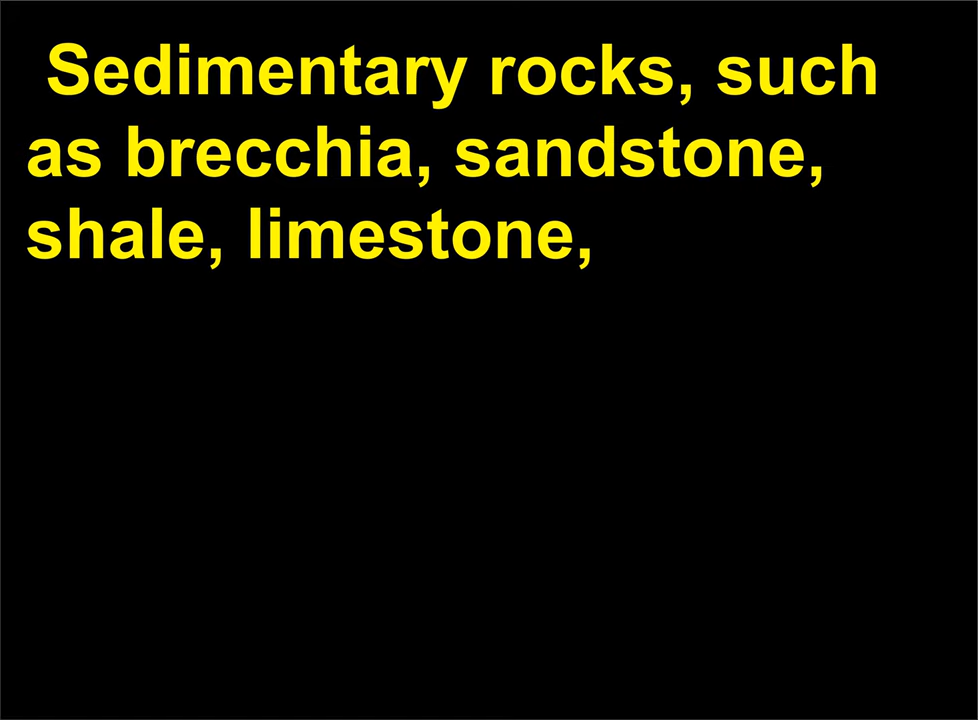 Sedimentary rocks, such
as brecchia, sandstone,
shale, limestone,